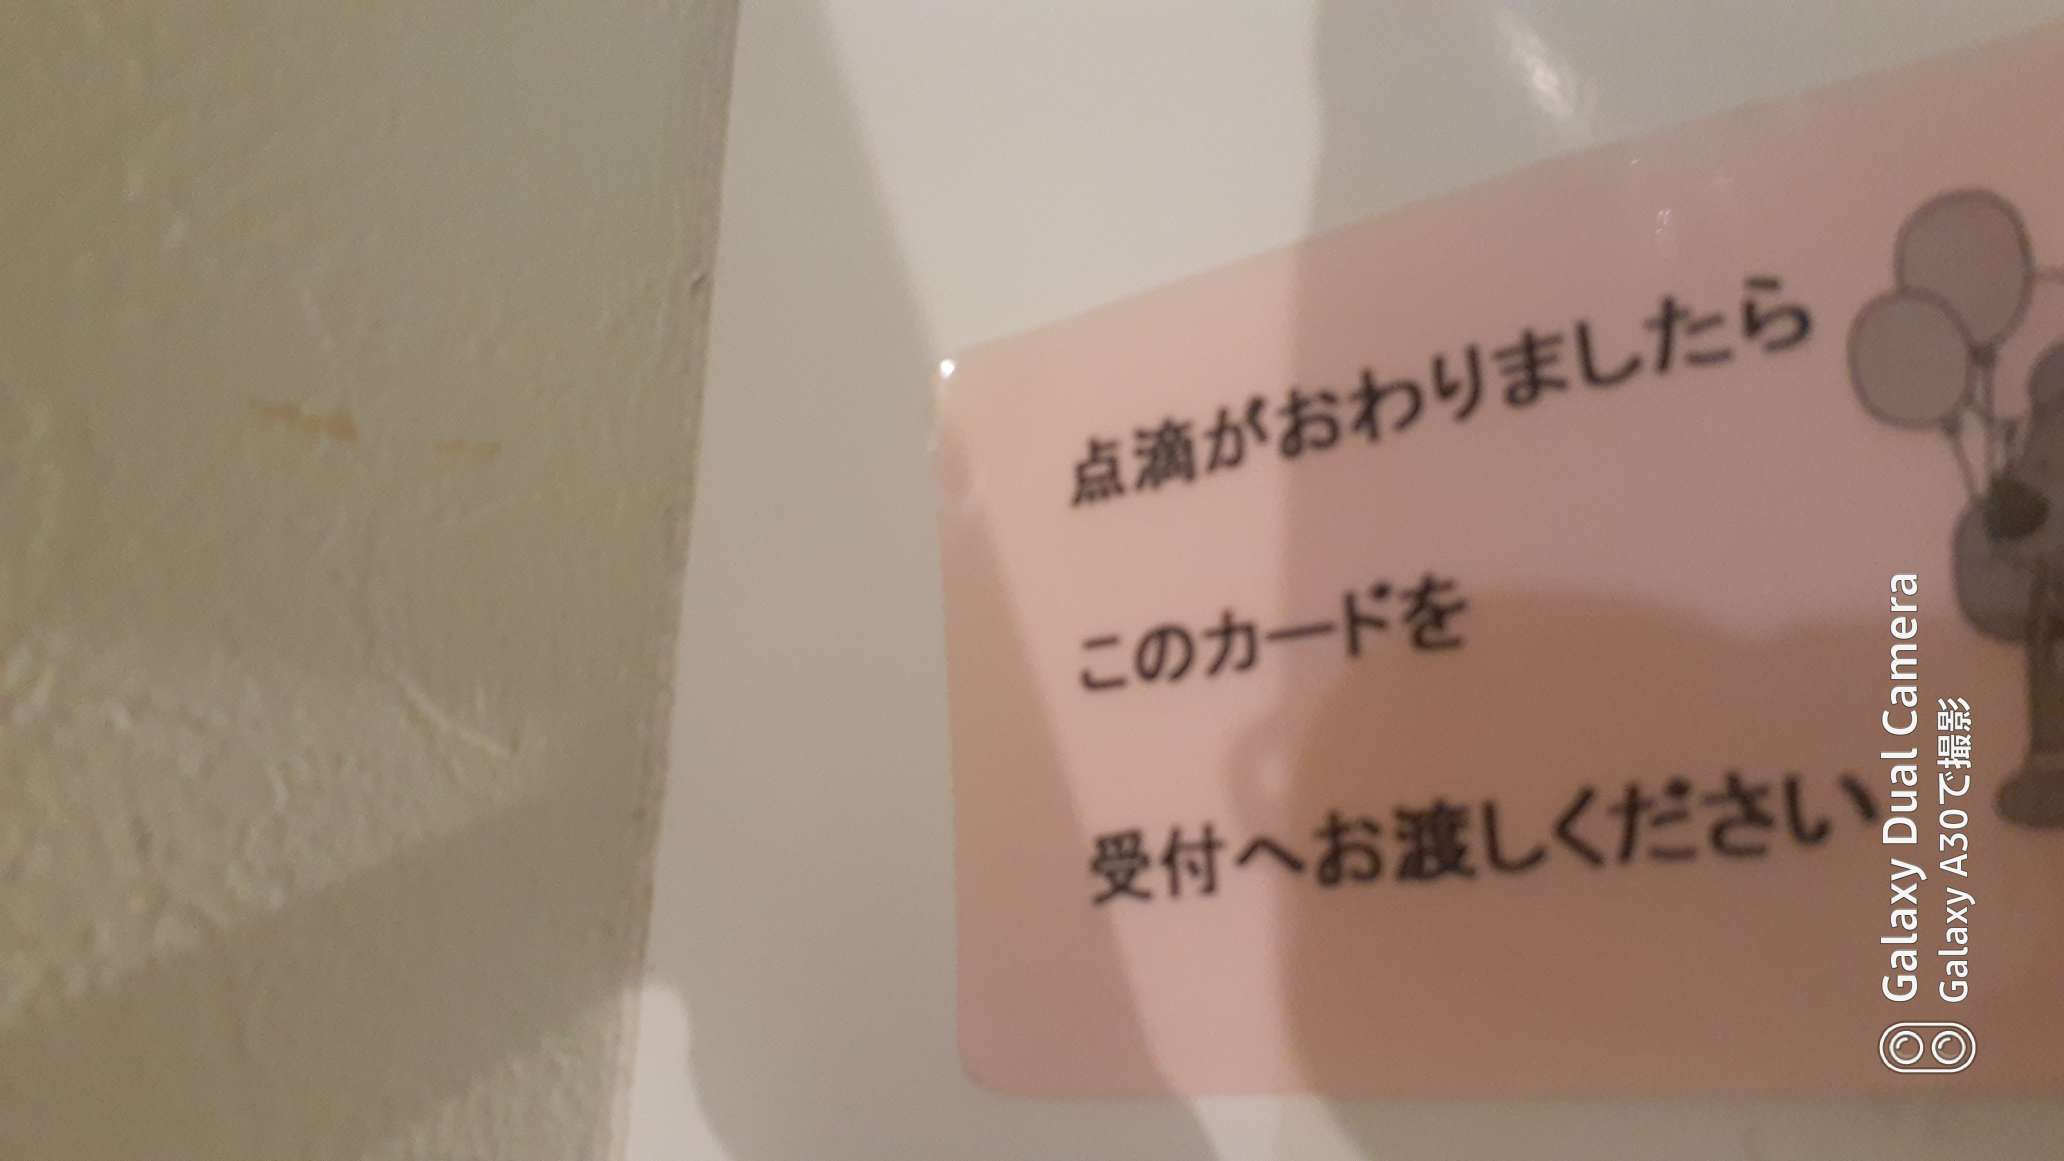 点滴がおわりましたら
このカードを
受付へお渡しください
Galaxy Dual Camera
Galaxy A30で撮影